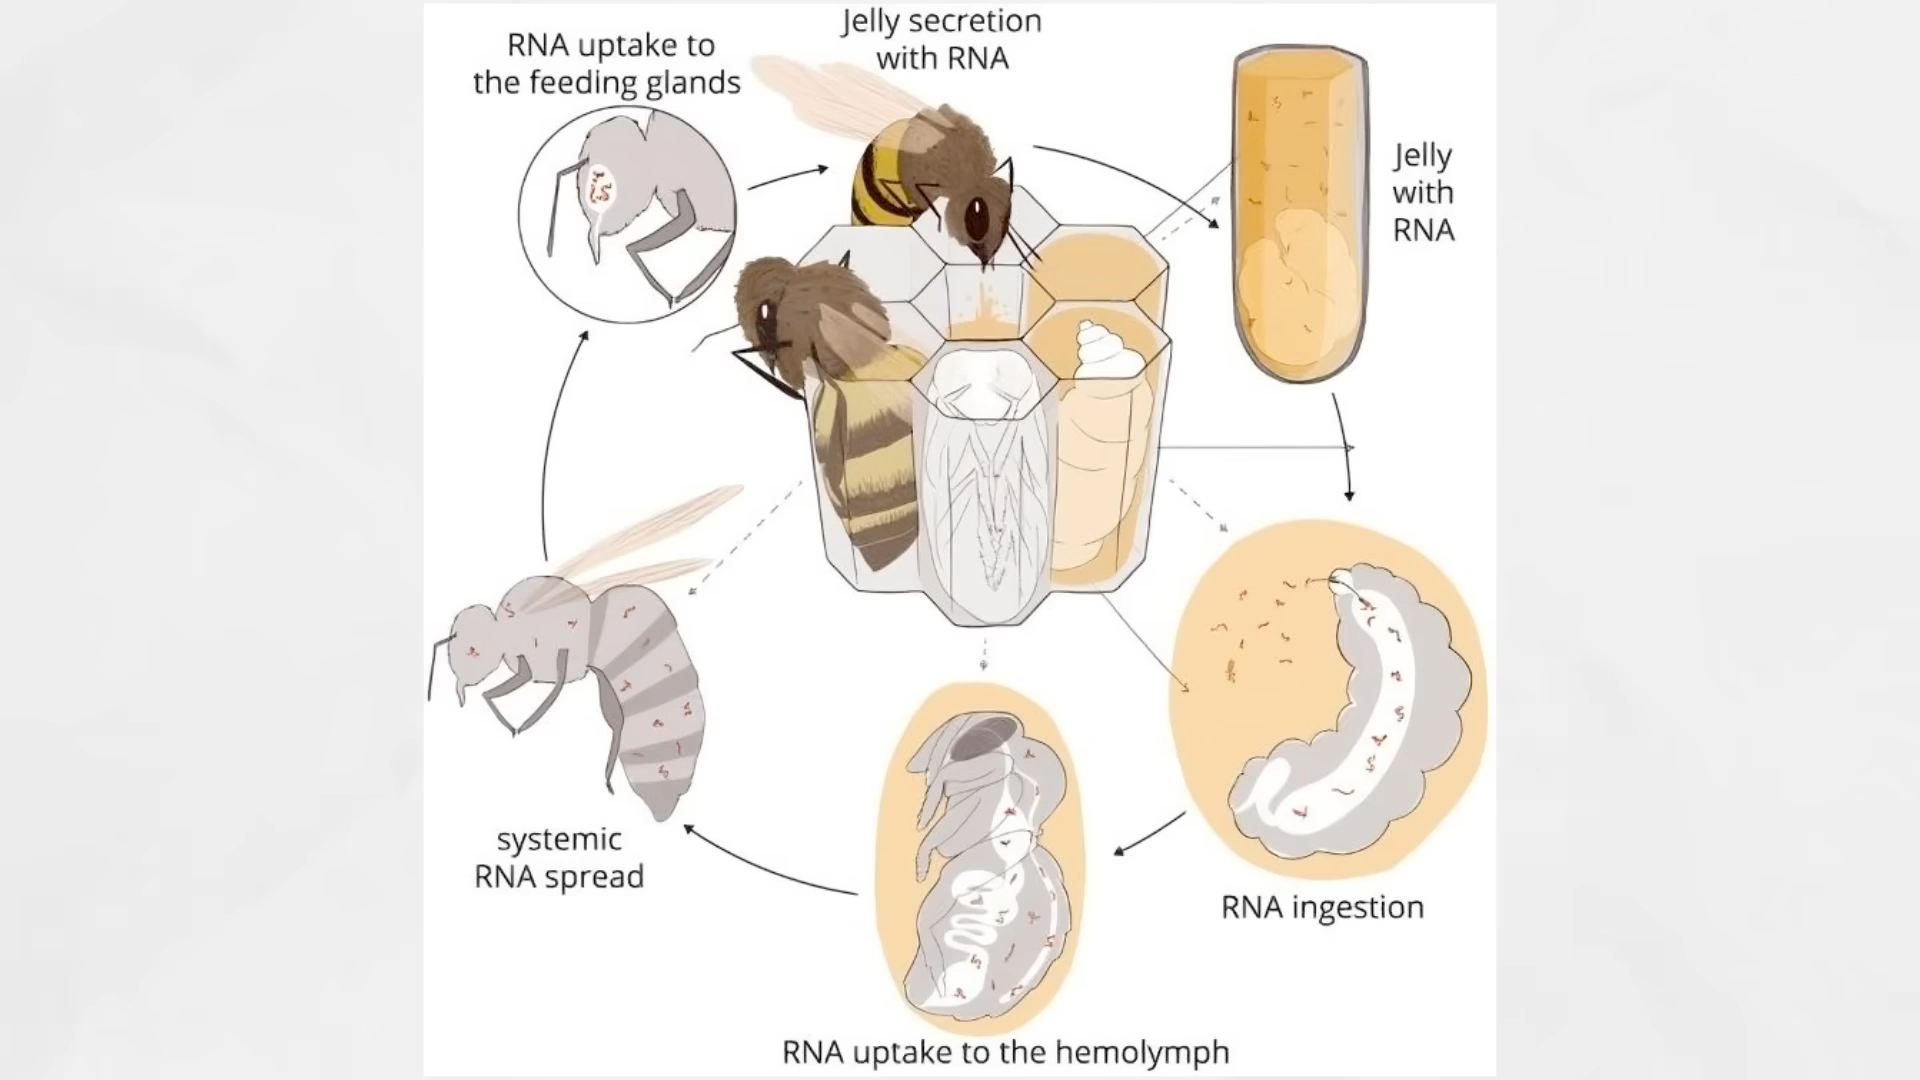 RNA uptake to
the feeding glands
Jelly secretion
with RNA
Jelly
with
RNA
systemic
RNA spread
RNA ingestion
RNA uptake to the hemolymph